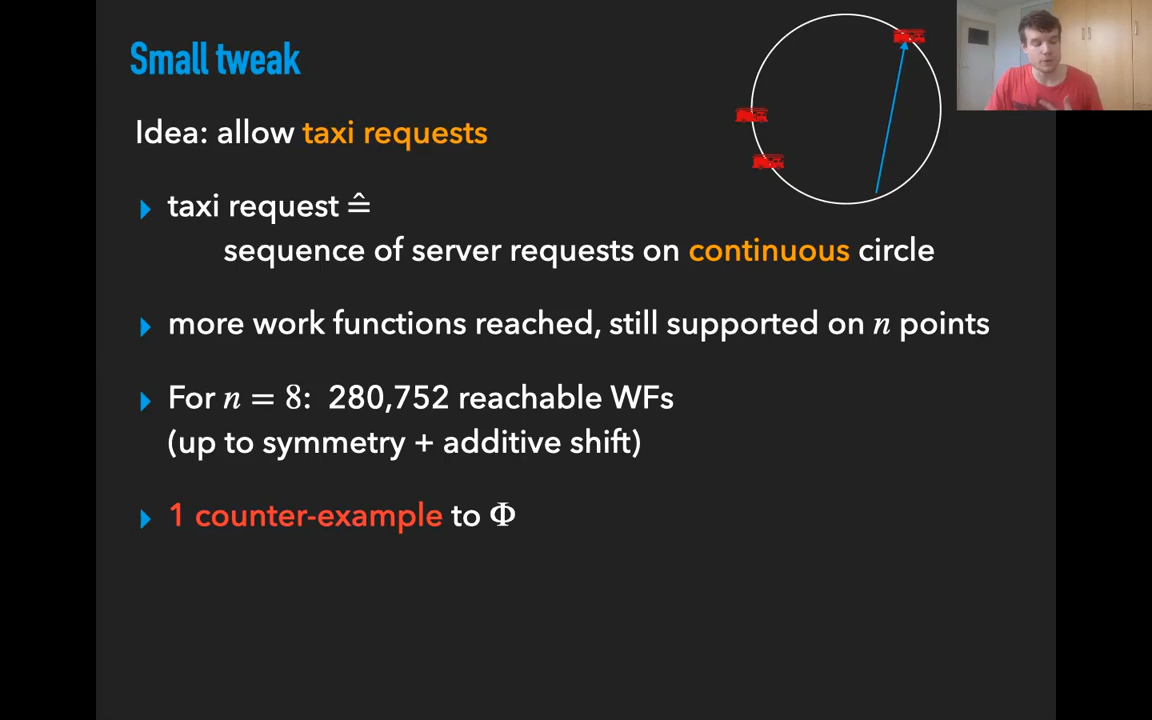 Small tweak
Idea: allow taxi requests
taxi request ≙
sequence of server requests on continuous circle
more work functions reached, still supported on n points
For n = 8: 280,752 reachable WFs
(up to symmetry + additive shift)
1 counter-example to Φ